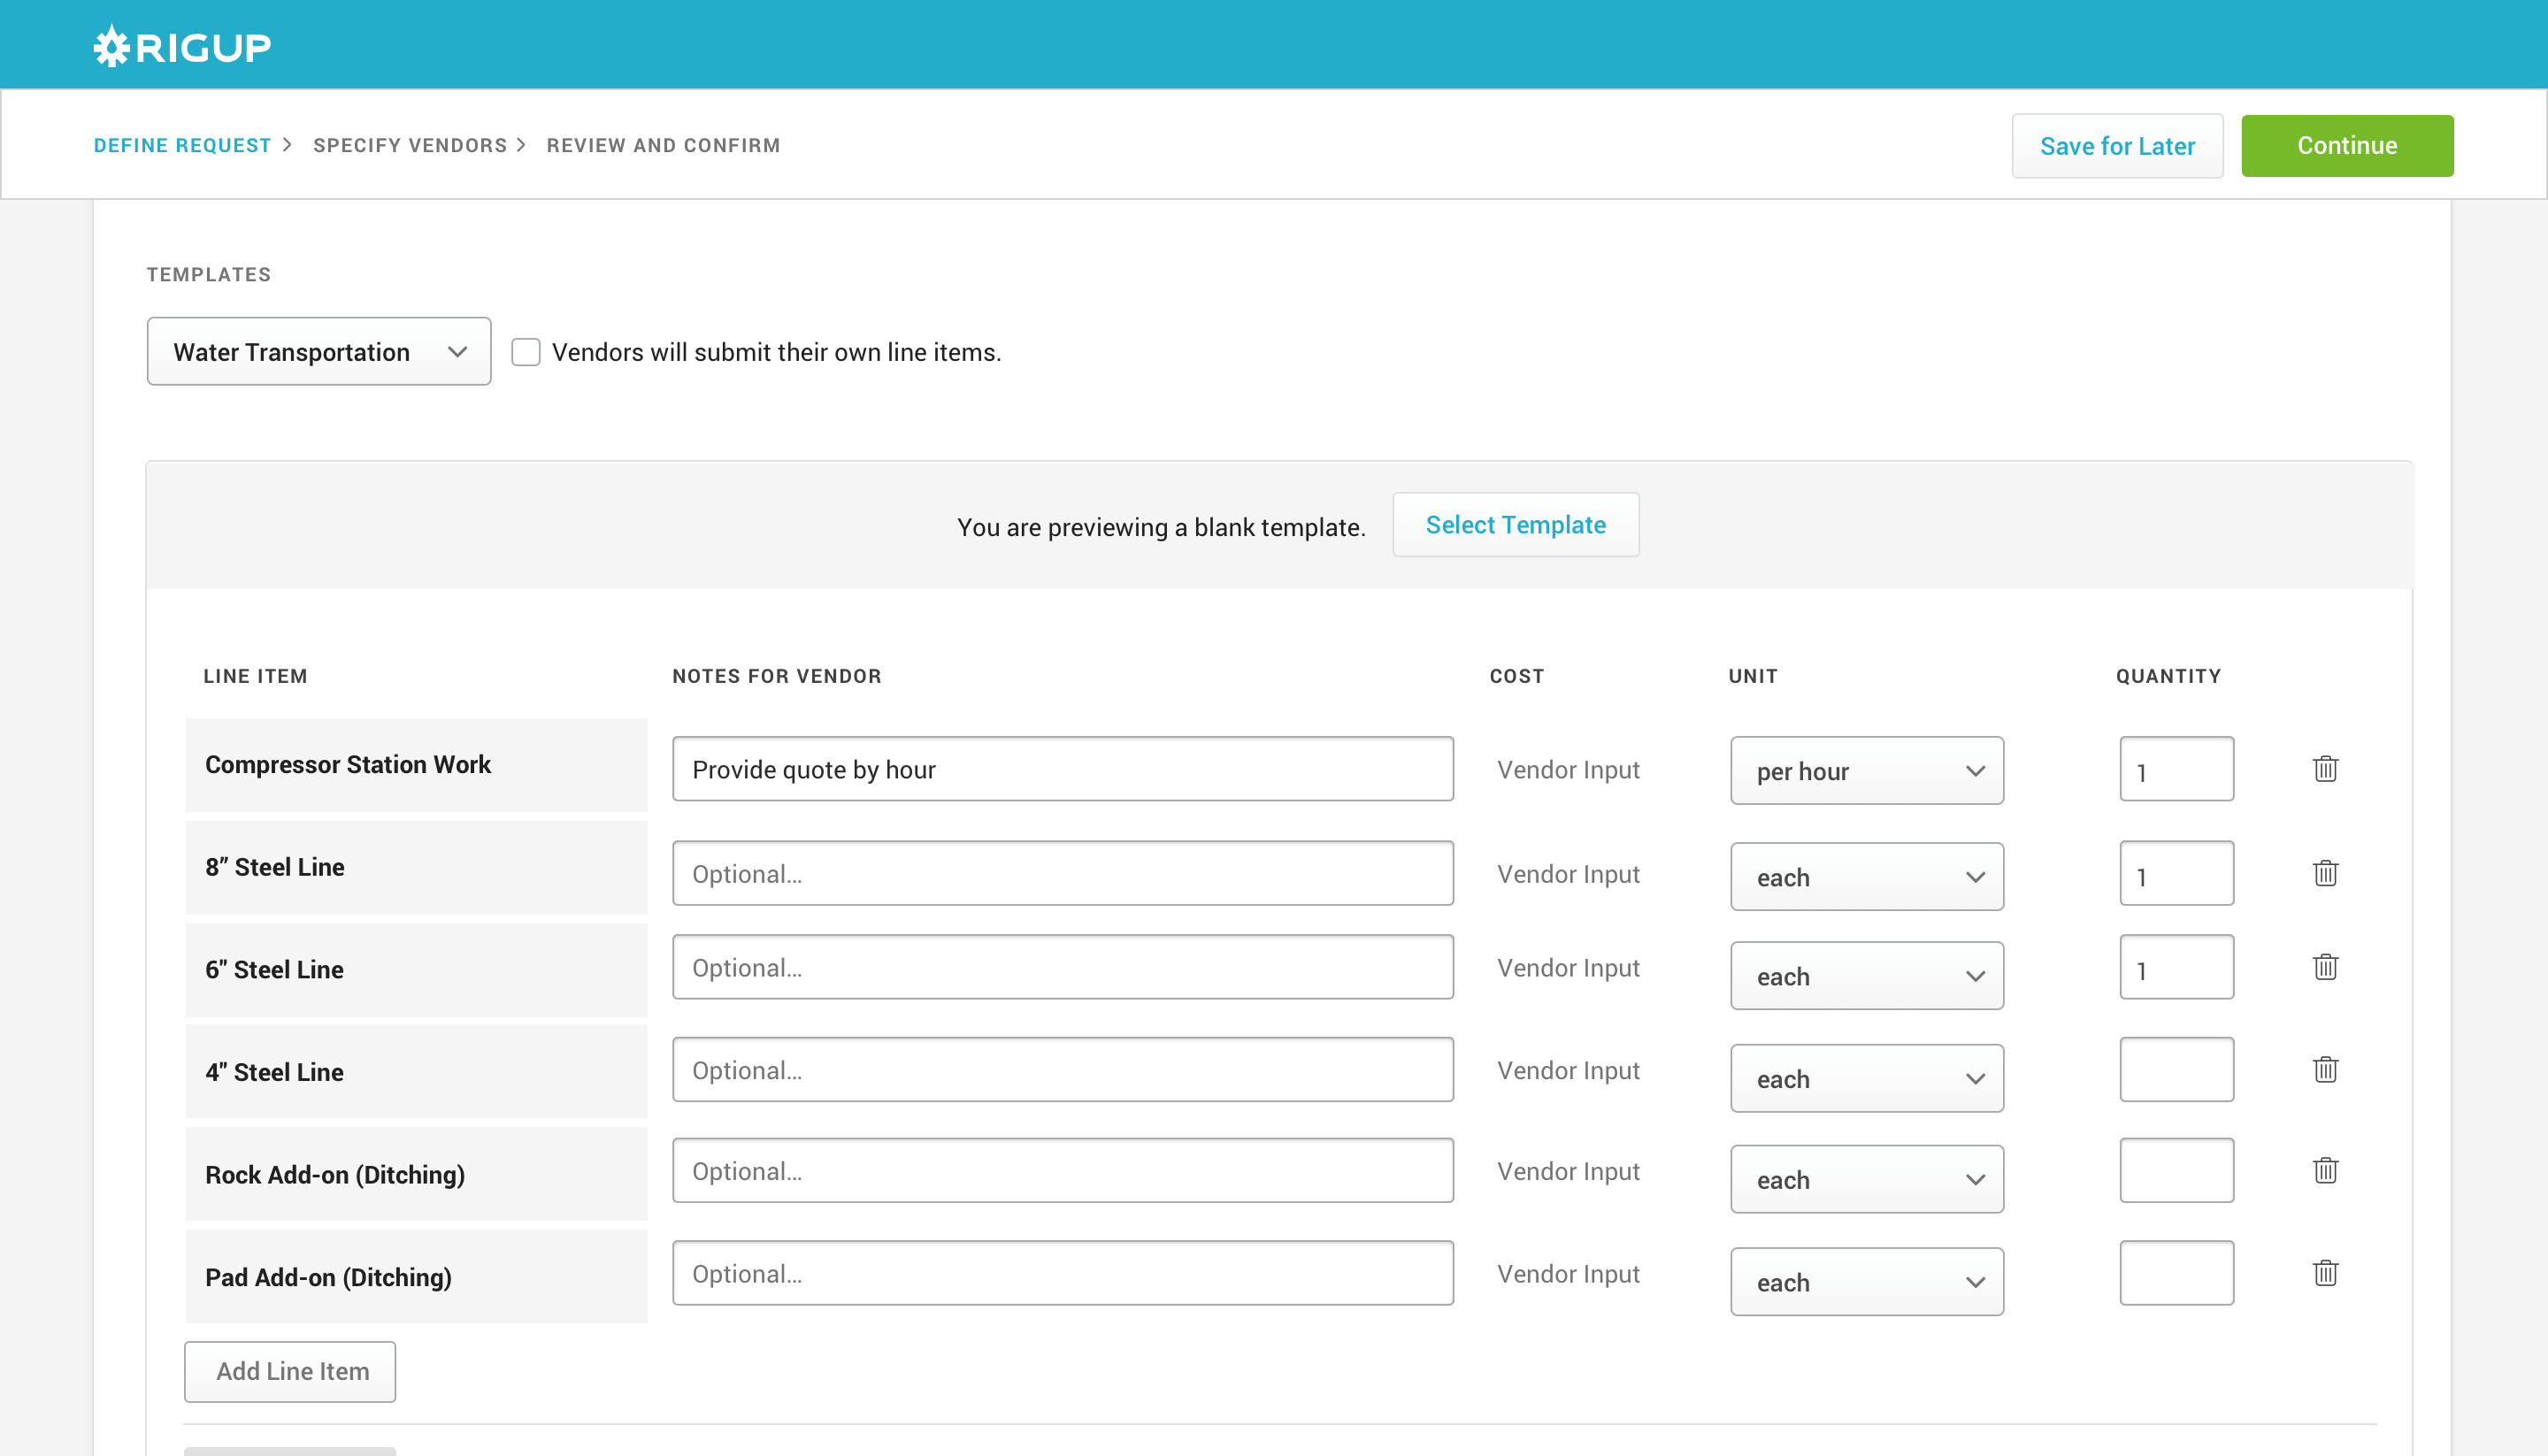 RIGUP
DEFINE REQUEST > SPECIFY VENDORS > REVIEW AND CONFIRM Save for Later Continue
TEMPLATES
Water Transportation Vendors will submit their own line items.
You are previewing a blank template. Select Template
LINE ITEM NOTES FOR VENDOR COST UNIT QUANTITY
Compressor Station Work Provide quote by hour Vendor Input per hour 1
8” Steel Line Optional... Vendor Input each 1
6" Steel Line Optional... Vendor Input each 1
4" Steel Line Optional... Vendor Input each
Rock Add-on (Ditching) Optional... Vendor Input each
Pad Add-on (Ditching) Optional... Vendor Input each
Add Line Item